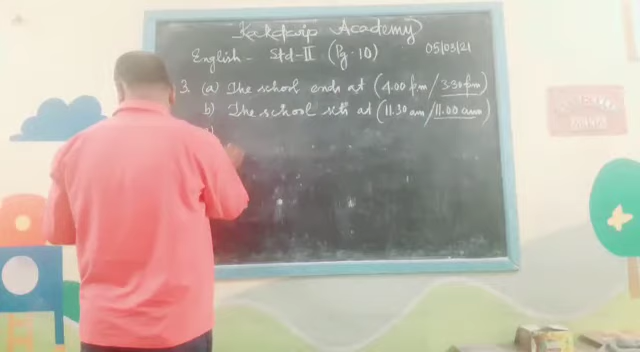 Kakdwip Academy
English - Std-II (Pg. 10) 05/03/21
3. (a) The school ends at (4.00 pm / 3.30 pm)
b) The school at (11.30 am / 11.00 am)